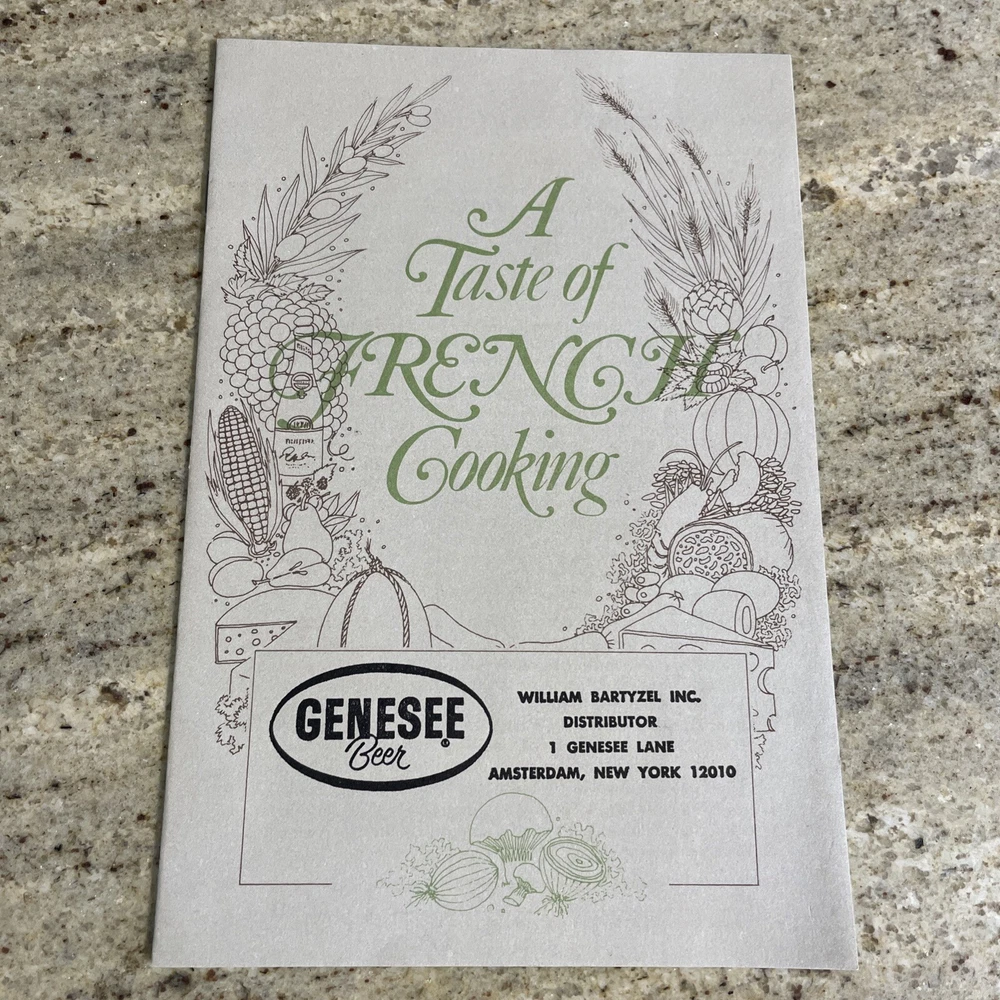 A
Taste of
FRENCH
Cooking
GENESEE
Beer
®
WILLIAM BARTYZEL INC.
DISTRIBUTOR
1 GENESEE LANE
AMSTERDAM, NEW YORK 12010